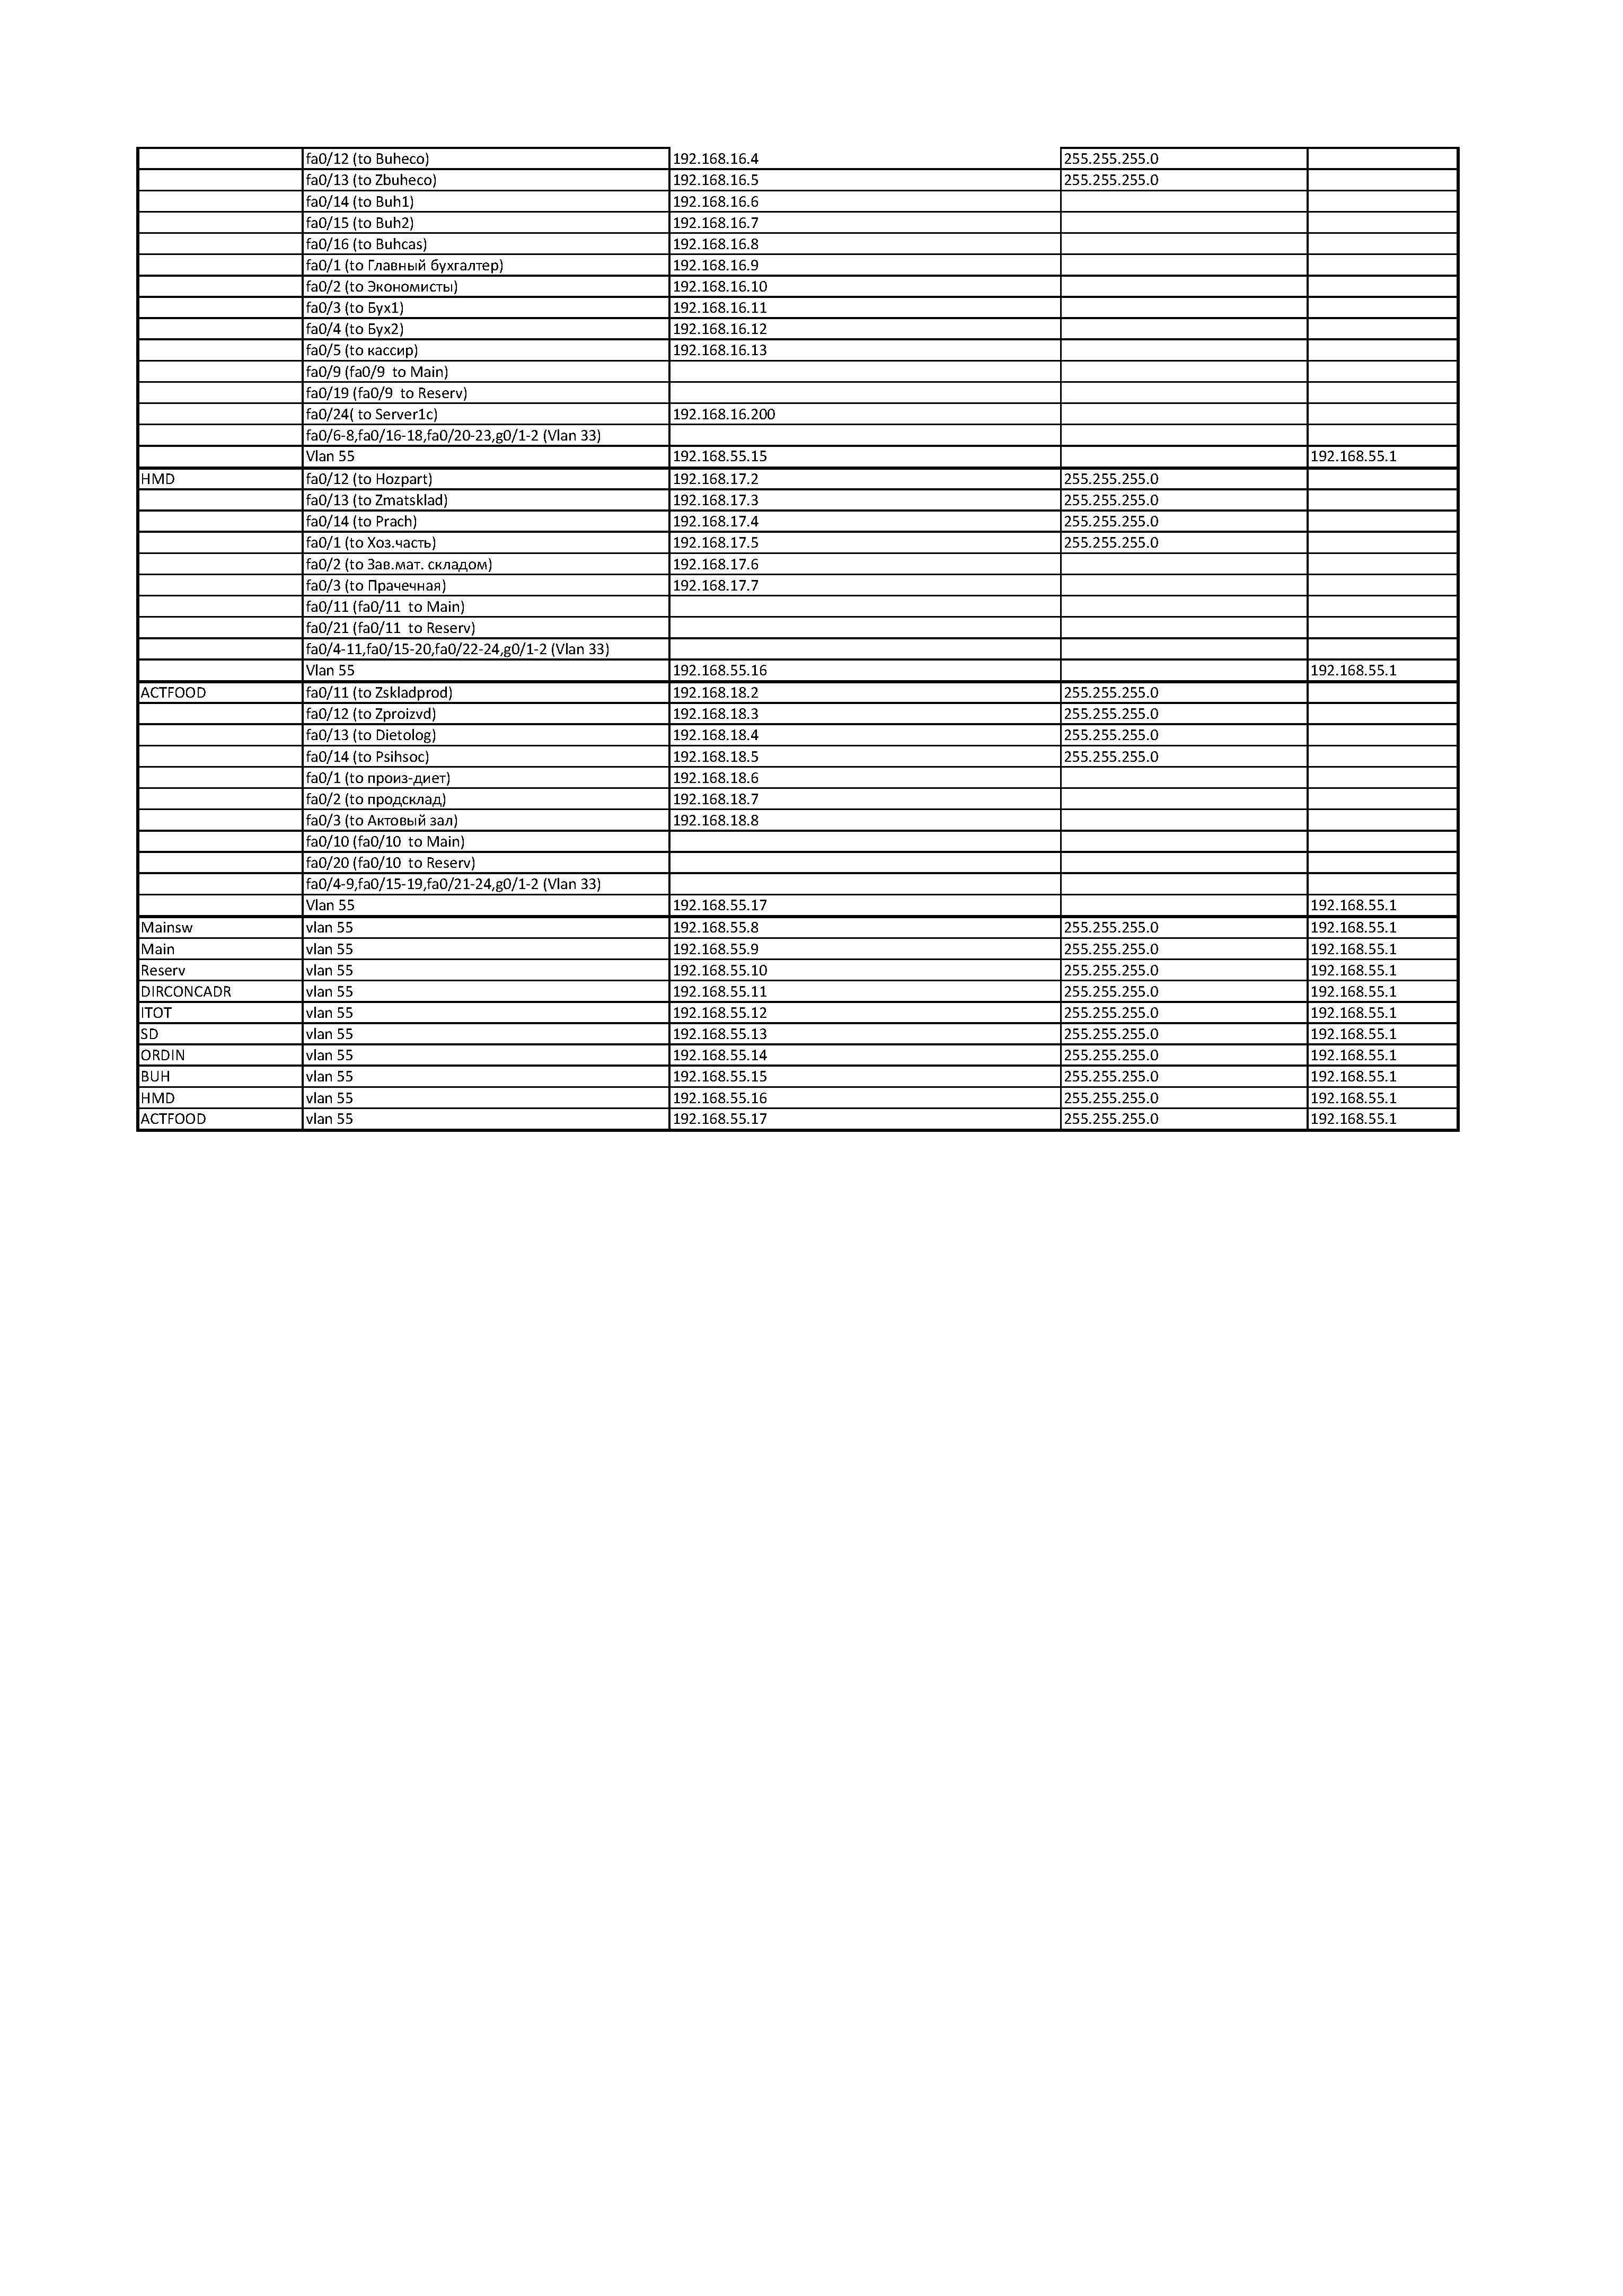 fa0/12 (to Buheco) 192.168.16.4 255.255.255.0
fa0/13 (to Zbuheco) 192.168.16.5 255.255.255.0
fa0/14 (to Buh1) 192.168.16.6
fa0/15 (to Buh2) 192.168.16.7
fa0/16 (to Buhcas) 192.168.16.8
fa0/1 (to Главный бухгалтер) 192.168.16.9
fa0/2 (to Экономисты) 192.168.16.10
fa0/3 (to Бух1) 192.168.16.11
fa0/4 (to Бух2) 192.168.16.12
fa0/5 (to кассир) 192.168.16.13
fa0/9 (fa0/9 to Main)
fa0/19 (fa0/9 to Reserv)
fa0/24( to Server1c) 192.168.16.200
fa0/6-8,fa0/16-18,fa0/20-23,g0/1-2 (Vlan 33)
Vlan 55 192.168.55.15 192.168.55.1
HMD fa0/12 (to Hozpart) 192.168.17.2 255.255.255.0
fa0/13 (to Zmatsklad) 192.168.17.3 255.255.255.0
fa0/14 (to Prach) 192.168.17.4 255.255.255.0
fa0/1 (to Хоз.часть) 192.168.17.5 255.255.255.0
fa0/2 (to Зав.мат. складом) 192.168.17.6
fa0/3 (to Прачечная) 192.168.17.7
fa0/11 (fa0/11 to Main)
fa0/21 (fa0/11 to Reserv)
fa0/4-11,fa0/15-20,fa0/22-24,g0/1-2 (Vlan 33)
Vlan 55 192.168.55.16 192.168.55.1
ACTFOOD fa0/11 (to Zskladprod) 192.168.18.2 255.255.255.0
fa0/12 (to Zproizvd) 192.168.18.3 255.255.255.0
fa0/13 (to Dietolog) 192.168.18.4 255.255.255.0
fa0/14 (to Psihsoc) 192.168.18.5 255.255.255.0
fa0/1 (to произ-диет) 192.168.18.6
fa0/2 (to продсклад) 192.168.18.7
fa0/3 (to Актовый зал) 192.168.18.8
fa0/10 (fa0/10 to Main)
fa0/20 (fa0/10 to Reserv)
fa0/4-9,fa0/15-19,fa0/21-24,g0/1-2 (Vlan 33)
Vlan 55 192.168.55.17 192.168.55.1
Mainsw vlan 55 192.168.55.8 255.255.255.0 192.168.55.1
Main vlan 55 192.168.55.9 255.255.255.0 192.168.55.1
Reserv vlan 55 192.168.55.10 255.255.255.0 192.168.55.1
DIRCONCADR vlan 55 192.168.55.11 255.255.255.0 192.168.55.1
ITOT vlan 55 192.168.55.12 255.255.255.0 192.168.55.1
SD vlan 55 192.168.55.13 255.255.255.0 192.168.55.1
ORDIN vlan 55 192.168.55.14 255.255.255.0 192.168.55.1
BUH vlan 55 192.168.55.15 255.255.255.0 192.168.55.1
HMD vlan 55 192.168.55.16 255.255.255.0 192.168.55.1
ACTFOOD vlan 55 192.168.55.17 255.255.255.0 192.168.55.1